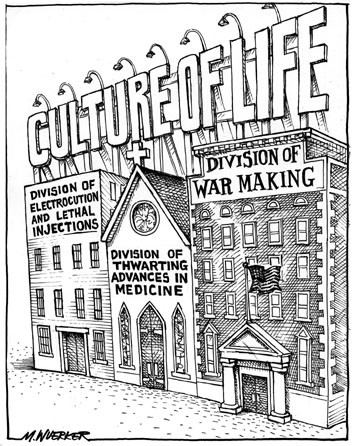 CULTURE OF LIFE
DIVISION OF
ELECTROCUTION
AND LETHAL
INJECTIONS
DIVISION OF
THWARTING
ADVANCES IN
MEDICINE
DIVISION OF
WAR MAKING
M.WUERKER